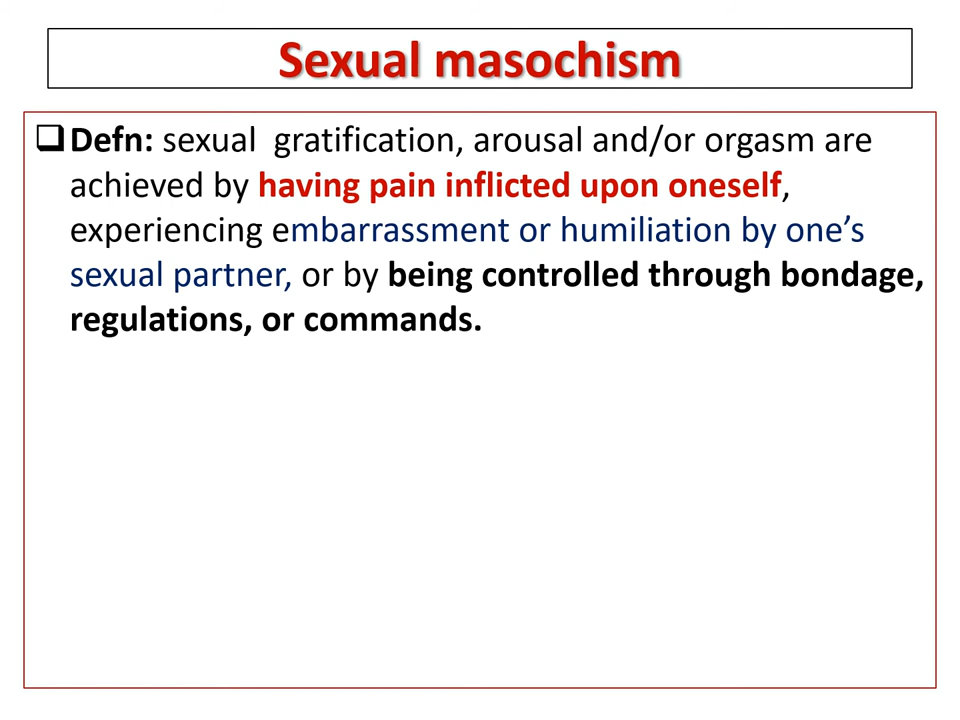 Sexual masochism
❑Defn: sexual  gratification, arousal and/or orgasm are
achieved by having pain inflicted upon oneself,
experiencing embarrassment or humiliation by one’s
sexual partner, or by being controlled through bondage,
regulations, or commands.